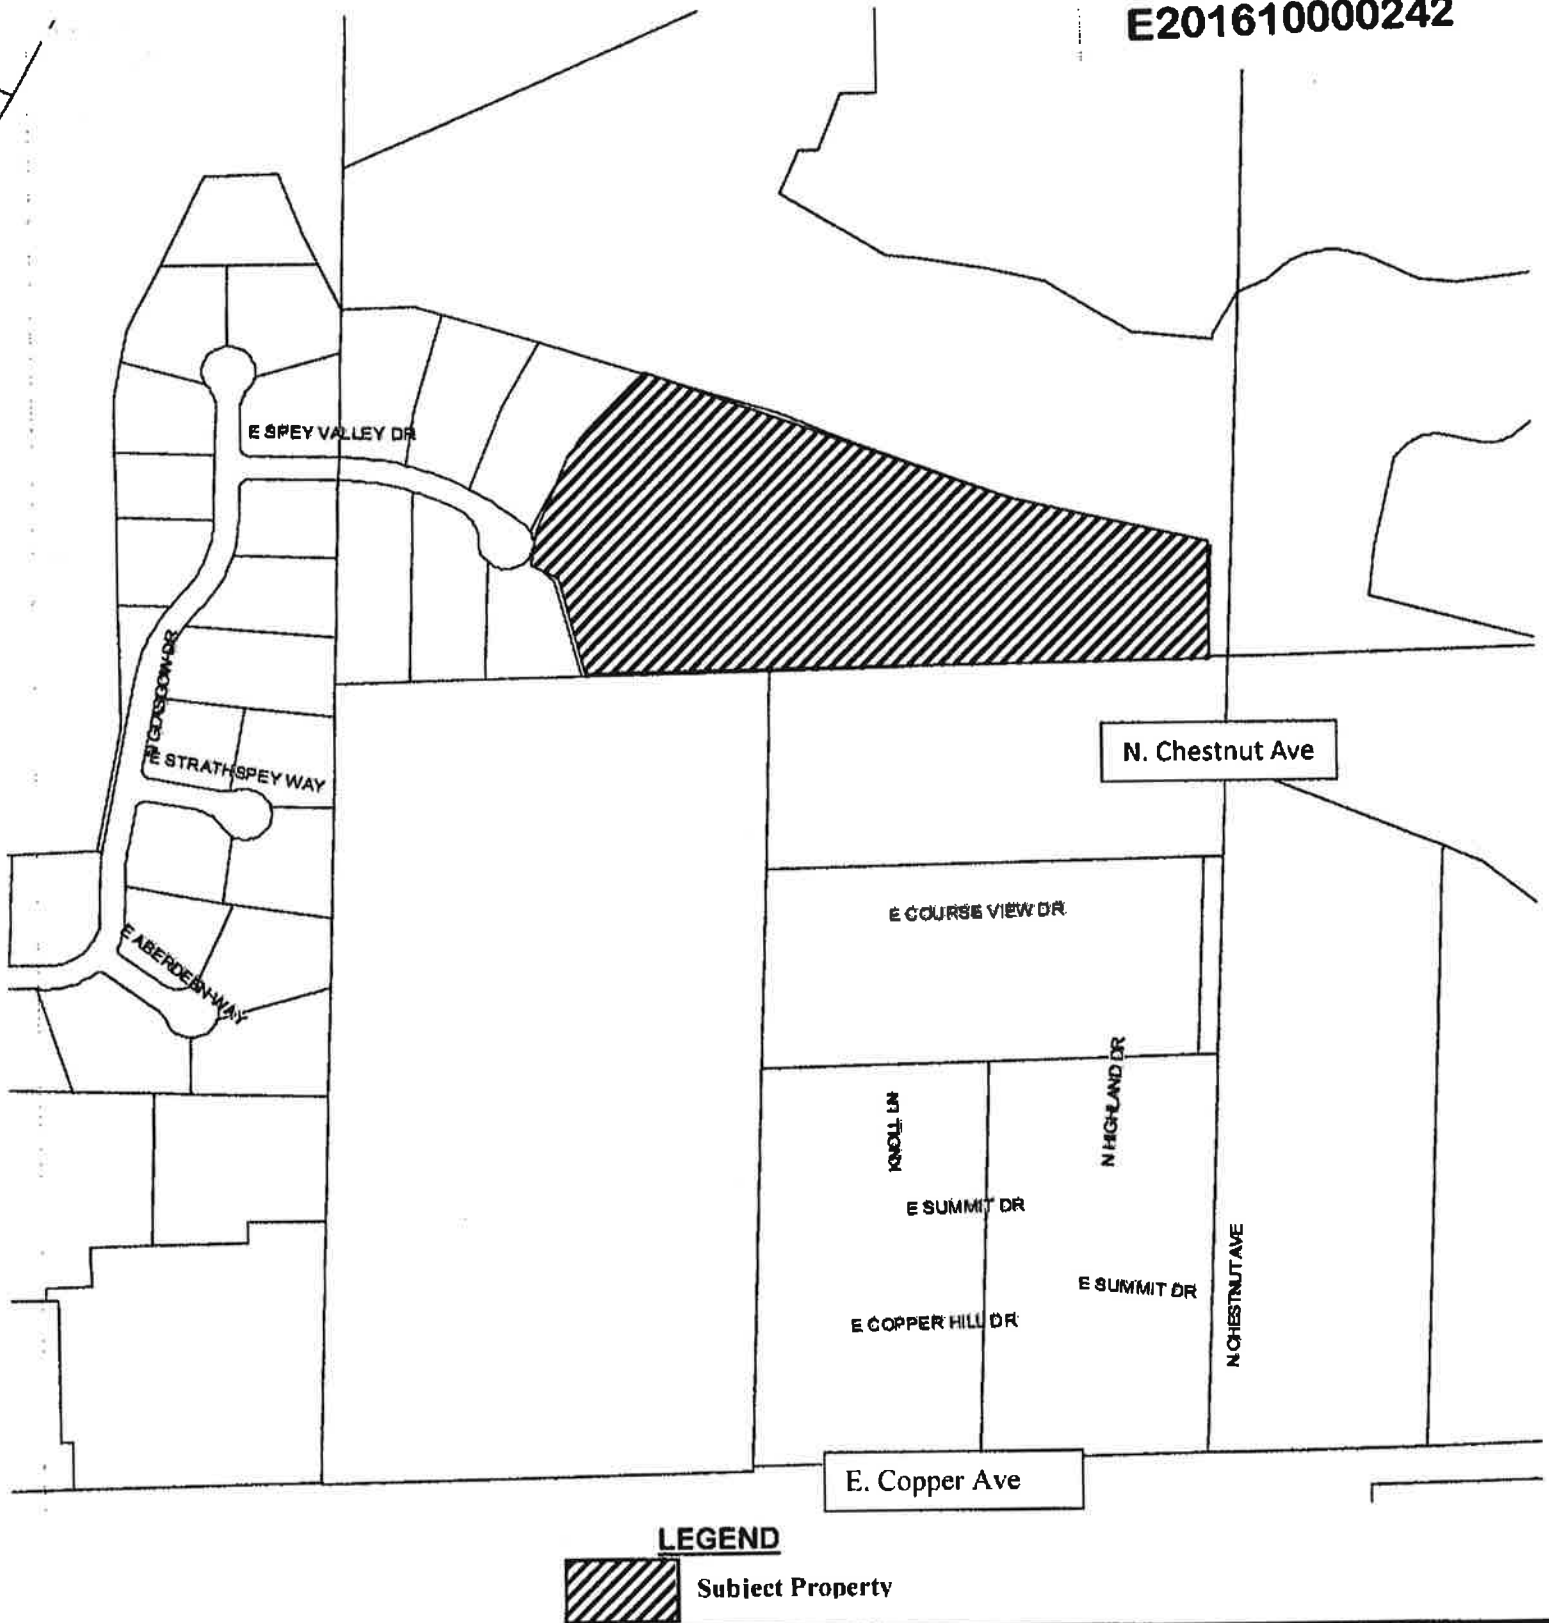 E201610000242
E SPEY VALLEY DR
N GLASGOW DR
E STRATHSPEY WAY
N. Chestnut Ave
E COURSE VIEW DR
E ABERDEEN WAY
KNOLL LN
N HIGHLAND DR
E SUMMIT DR
E SUMMIT DR
N CHESTNUT AVE
E COPPER HILL DR
E. Copper Ave
LEGEND
Subject Property